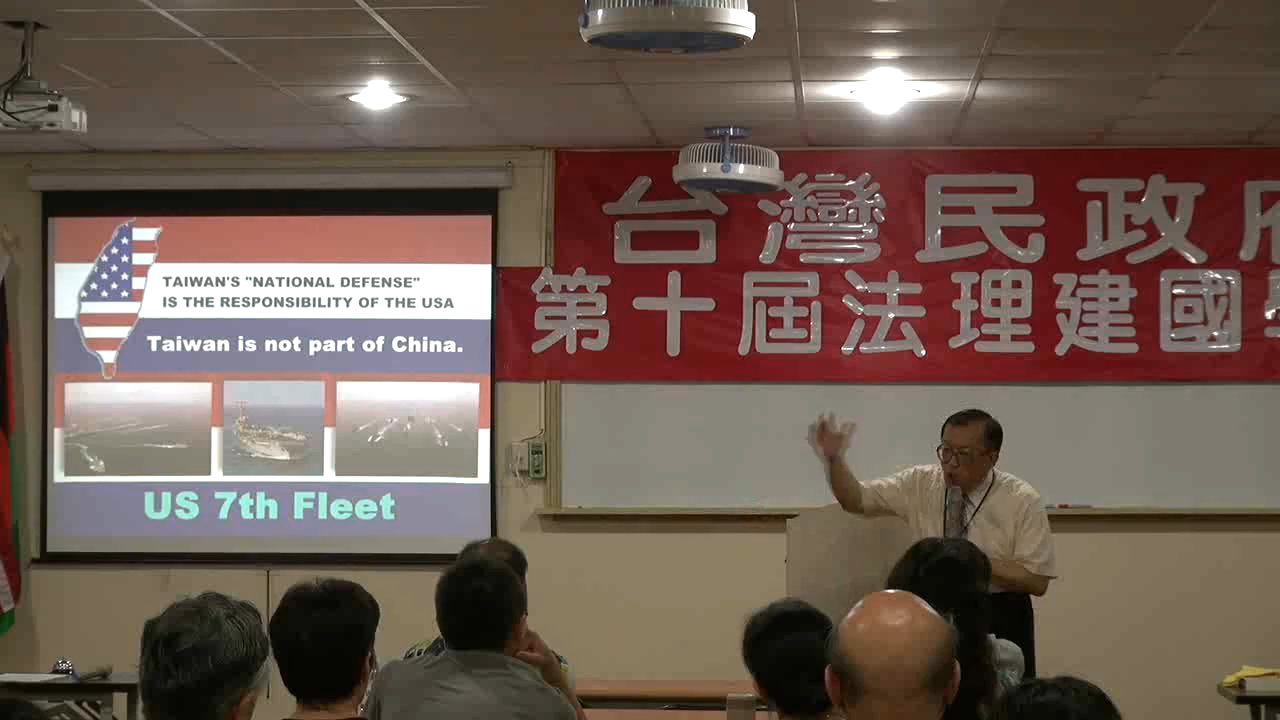 TAIWAN'S "NATIONAL DEFENSE"
IS THE RESPONSIBILITY OF THE USA
Taiwan is not part of China.
US 7th Fleet
台灣民政府
第十屆法理建國